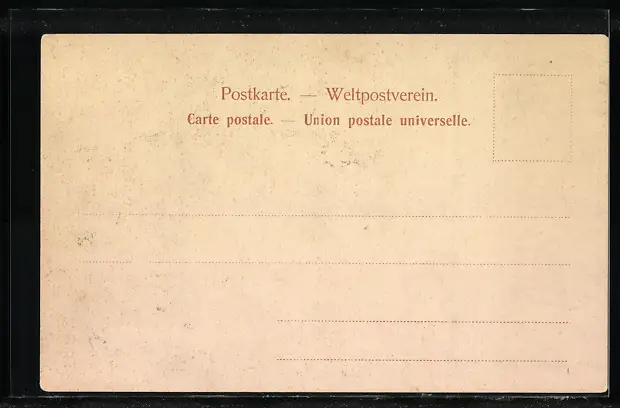 Postkarte. — Weltpostverein.
Carte postale. — Union postale universelle.